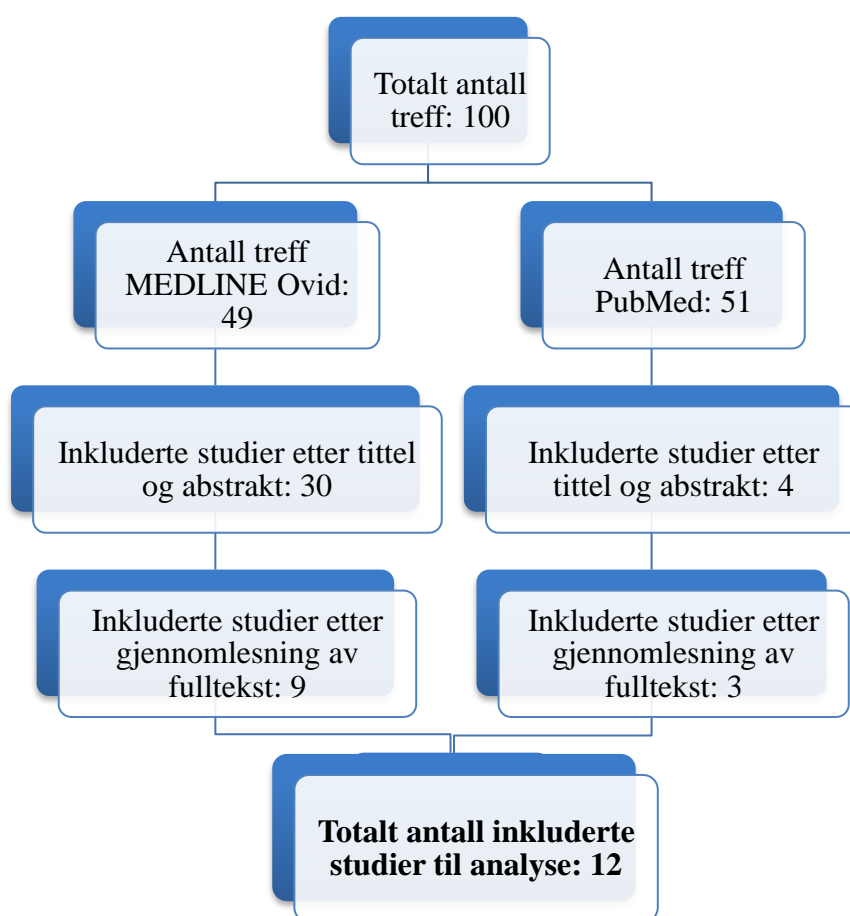 Totalt antall
treff: 100
Antall treff
MEDLINE Ovid:
49
Antall treff
PubMed: 51
Inkluderte studier etter tittel
og abstrakt: 30
Inkluderte studier etter
tittel og abstrakt: 4
Inkluderte studier etter
gjennomlesning av
fulltekst: 9
Inkluderte studier etter
gjennomlesning av
fulltekst: 3
Totalt antall inkluderte
studier til analyse: 12